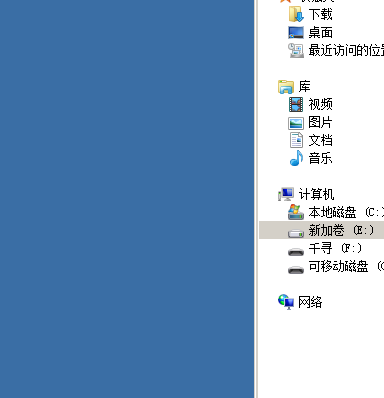 下载
桌面
最近访问的位置
库
视频
图片
文档
音乐
计算机
本地磁盘 (C:)
新加卷 (E:)
千寻 (F:)
可移动磁盘 (
网络